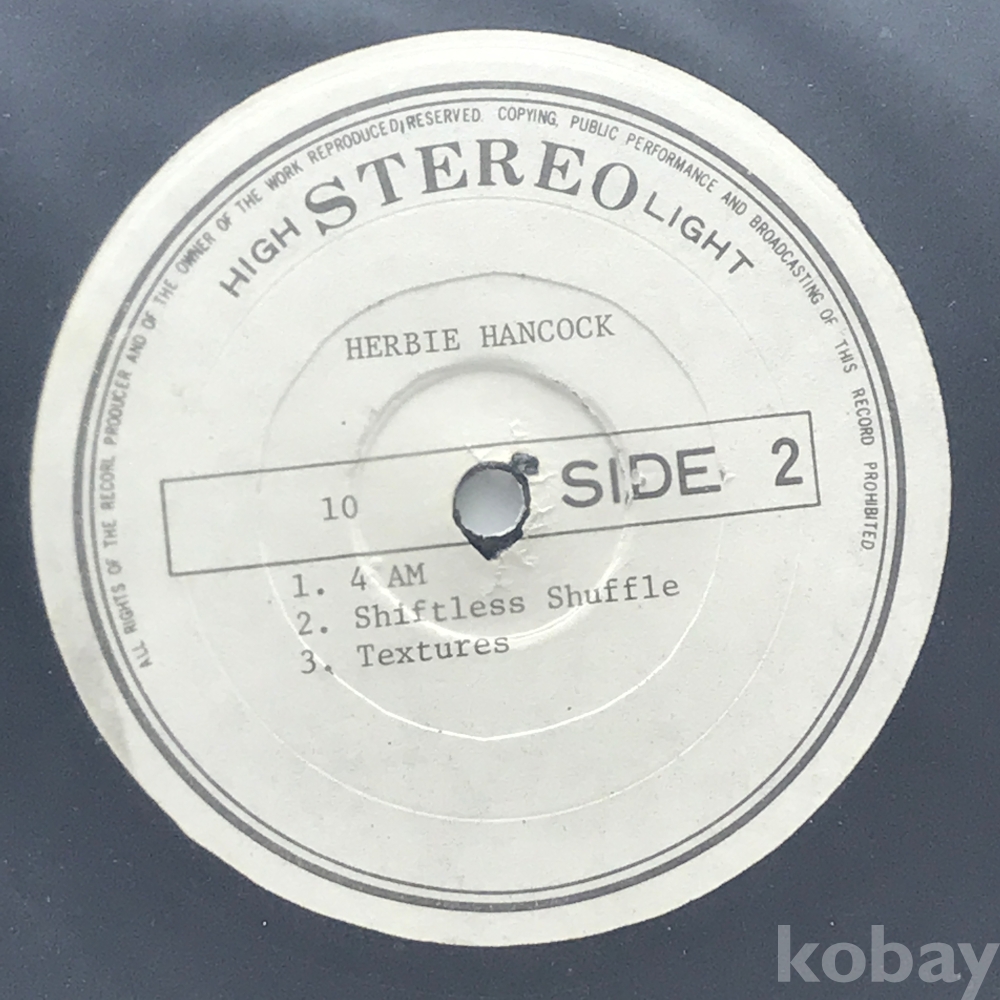 ALL RIGHTS OF THE RECORL PRODUCER AND OF THE OWNER OF THE WORK REPRODUCED, RESERVED. COPYING, PUBLIC PERFORMANCE AND BROADCASTING OF THIS RECORD PROHIBITED.
HIGH STEREO LIGHT
HERBIE HANCOCK
10 SIDE 2
1. 4 AM
2. Shiftless Shuffle
3. Textures
kobay